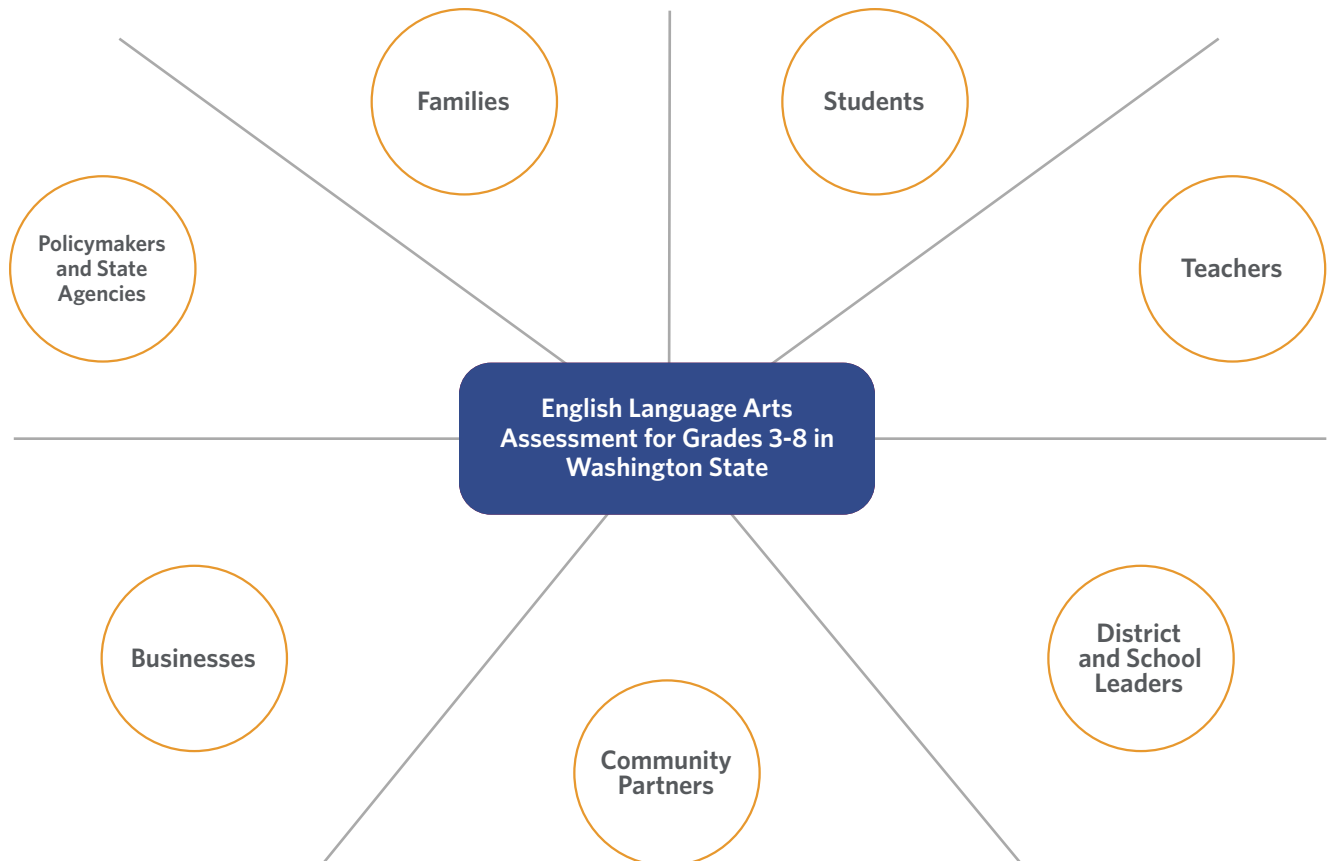 Families
Students
Policymakers
and State
Agencies
Teachers
English Language Arts
Assessment for Grades 3-8 in
Washington State
Businesses
District
and School
Leaders
Community
Partners